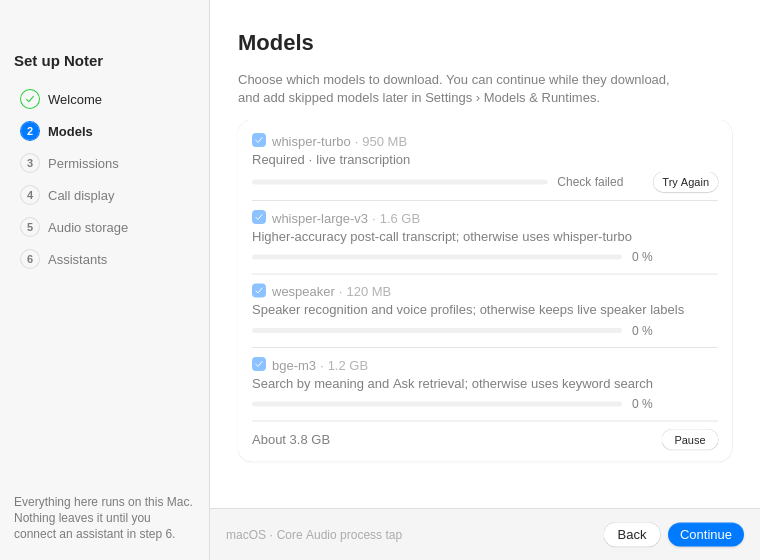 Set up Noter
Welcome
2 Models
3 Permissions
4 Call display
5 Audio storage
6 Assistants
Everything here runs on this Mac.
Nothing leaves it until you
connect an assistant in step 6.
Models
Choose which models to download. You can continue while they download,
and add skipped models later in Settings › Models & Runtimes.
whisper-turbo · 950 MB
Required · live transcription
Check failed Try Again
whisper-large-v3 · 1.6 GB
Higher-accuracy post-call transcript; otherwise uses whisper-turbo
0 %
wespeaker · 120 MB
Speaker recognition and voice profiles; otherwise keeps live speaker labels
0 %
bge-m3 · 1.2 GB
Search by meaning and Ask retrieval; otherwise uses keyword search
0 %
About 3.8 GB Pause
macOS · Core Audio process tap Back Continue